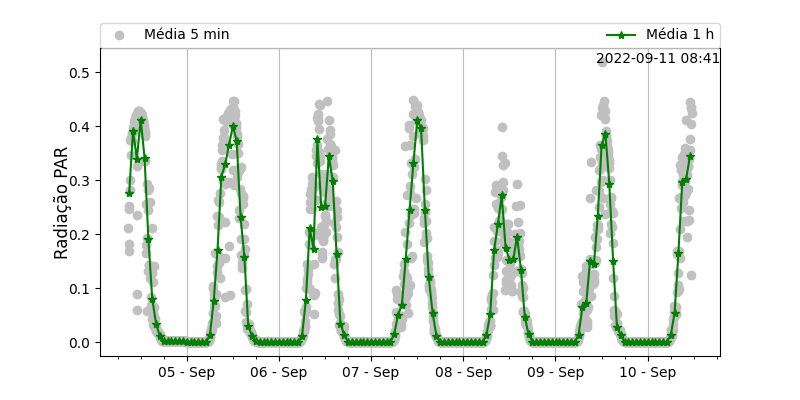 Média 5 min
Média 1 h
2022-09-11 08:41
Radiação PAR
0.5
0.4
0.3
0.2
0.1
0.0
05 - Sep
06 - Sep
07 - Sep
08 - Sep
09 - Sep
10 - Sep